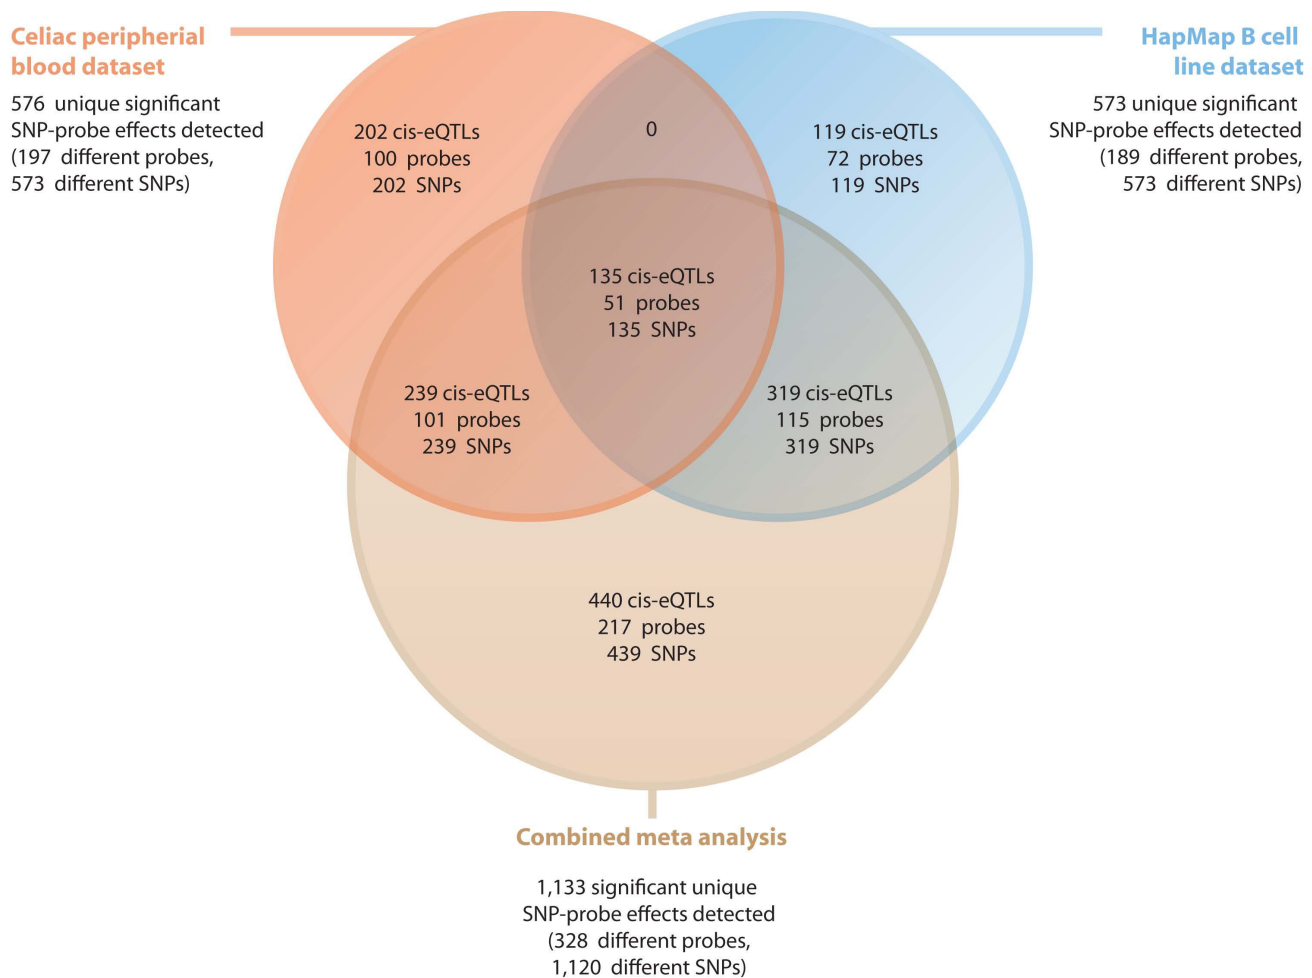 Celiac peripherial
blood dataset
576 unique significant
SNP-probe effects detected
(197 different probes,
573 different SNPs)
HapMap B cell
line dataset
573 unique significant
SNP-probe effects detected
(189 different probes,
573 different SNPs)
202 cis-eQTLs
100 probes
202 SNPs
0
119 cis-eQTLs
72 probes
119 SNPs
135 cis-eQTLs
51 probes
135 SNPs
239 cis-eQTLs
101 probes
239 SNPs
319 cis-eQTLs
115 probes
319 SNPs
440 cis-eQTLs
217 probes
439 SNPs
Combined meta analysis
1,133 significant unique
SNP-probe effects detected
(328 different probes,
1,120 different SNPs)